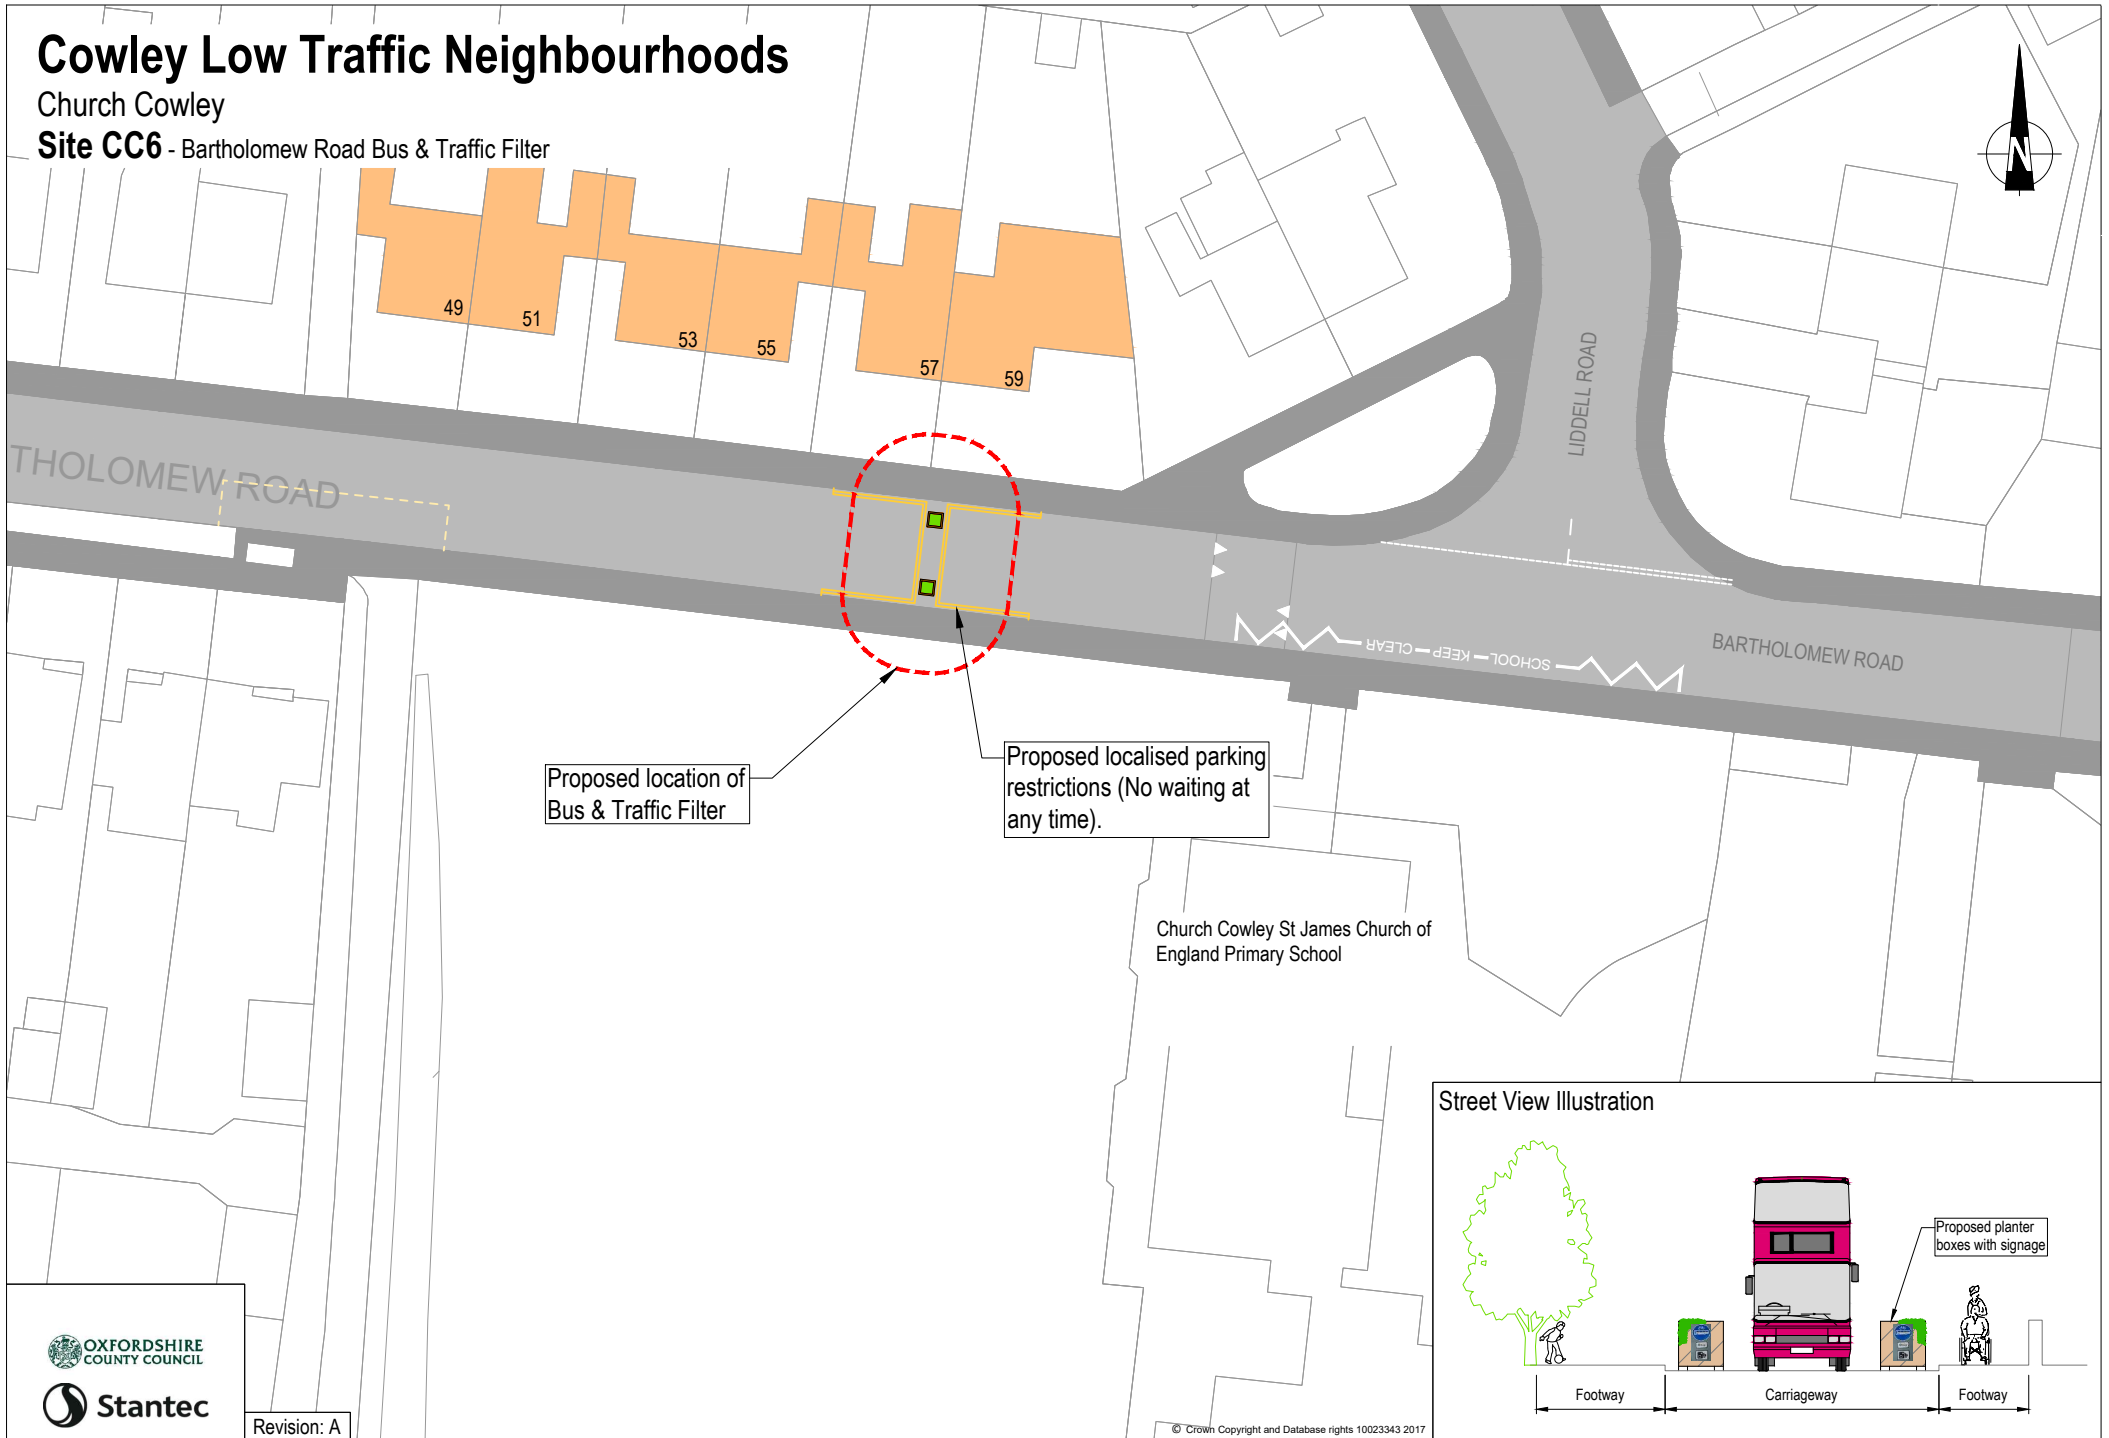 Cowley Low Traffic Neighbourhoods
Church Cowley
Site CC6 - Bartholomew Road Bus & Traffic Filter
N
49
51
53
55
57
59
THOLOMEW ROAD
LIDDELL ROAD
BARTHOLOMEW ROAD
SCHOOL KEEP CLEAR
Proposed location of
Bus & Traffic Filter
Proposed localised parking
restrictions (No waiting at
any time).
Church Cowley St James Church of
England Primary School
Street View Illustration
Proposed planter
boxes with signage
Footway
Carriageway
Footway
OXFORDSHIRE
COUNTY COUNCIL
Stantec
Revision: A
© Crown Copyright and Database rights 10023343 2017